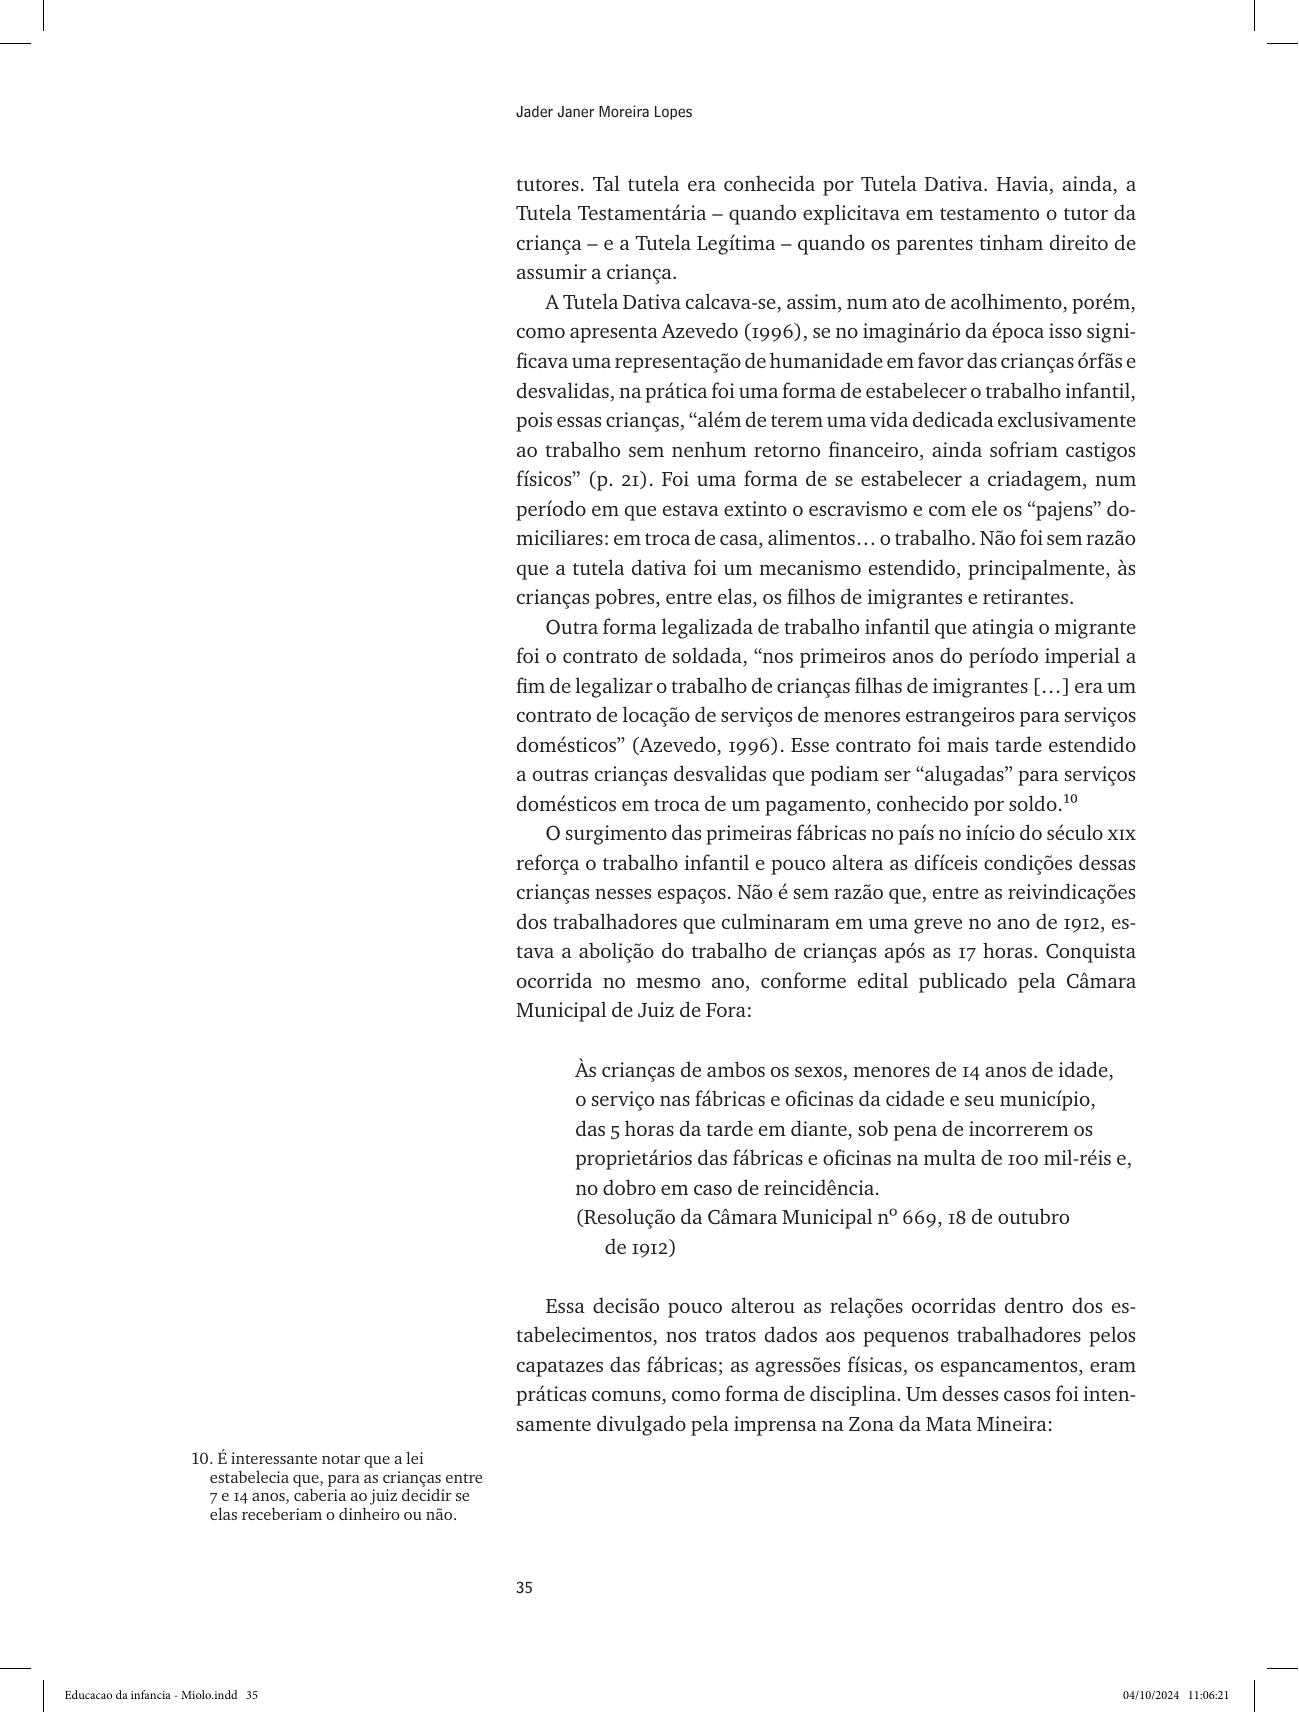 Jader Janer Moreira Lopes
tutores. Tal tutela era conhecida por Tutela Dativa. Havia, ainda, a
Tutela Testamentária – quando explicitava em testamento o tutor da
criança – e a Tutela Legítima – quando os parentes tinham direito de
assumir a criança.
A Tutela Dativa calcava-se, assim, num ato de acolhimento, porém,
como apresenta Azevedo (1996), se no imaginário da época isso signi-
ficava uma representação de humanidade em favor das crianças órfãs e
desvalidas, na prática foi uma forma de estabelecer o trabalho infantil,
pois essas crianças, “além de terem uma vida dedicada exclusivamente
ao trabalho sem nenhum retorno financeiro, ainda sofriam castigos
físicos” (p. 21). Foi uma forma de se estabelecer a criadagem, num
período em que estava extinto o escravismo e com ele os “pajens” do-
miciliares: em troca de casa, alimentos… o trabalho. Não foi sem razão
que a tutela dativa foi um mecanismo estendido, principalmente, às
crianças pobres, entre elas, os filhos de imigrantes e retirantes.
Outra forma legalizada de trabalho infantil que atingia o migrante
foi o contrato de soldada, “nos primeiros anos do período imperial a
fim de legalizar o trabalho de crianças filhas de imigrantes […] era um
contrato de locação de serviços de menores estrangeiros para serviços
domésticos” (Azevedo, 1996). Esse contrato foi mais tarde estendido
a outras crianças desvalidas que podiam ser “alugadas” para serviços
domésticos em troca de um pagamento, conhecido por soldo.¹⁰
O surgimento das primeiras fábricas no país no início do século XIX
reforça o trabalho infantil e pouco altera as difíceis condições dessas
crianças nesses espaços. Não é sem razão que, entre as reivindicações
dos trabalhadores que culminaram em uma greve no ano de 1912, es-
tava a abolição do trabalho de crianças após as 17 horas. Conquista
ocorrida no mesmo ano, conforme edital publicado pela Câmara
Municipal de Juiz de Fora:
Às crianças de ambos os sexos, menores de 14 anos de idade,
o serviço nas fábricas e oficinas da cidade e seu município,
das 5 horas da tarde em diante, sob pena de incorrerem os
proprietários das fábricas e oficinas na multa de 100 mil-réis e,
no dobro em caso de reincidência.
(Resolução da Câmara Municipal nº 669, 18 de outubro
de 1912)
Essa decisão pouco alterou as relações ocorridas dentro dos es-
tabelecimentos, nos tratos dados aos pequenos trabalhadores pelos
capatazes das fábricas; as agressões físicas, os espancamentos, eram
práticas comuns, como forma de disciplina. Um desses casos foi inten-
samente divulgado pela imprensa na Zona da Mata Mineira:
10. É interessante notar que a lei
estabelecia que, para as crianças entre
7 e 14 anos, caberia ao juiz decidir se
elas receberiam o dinheiro ou não.
35
Educacao da infancia - Miolo.indd 35
04/10/2024 11:06:21